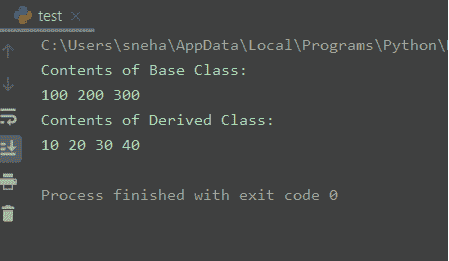 test
C:\Users\sneha\AppData\Local\Programs\Python\
Contents of Base Class:
100 200 300
Contents of Derived Class:
10 20 30 40
Process finished with exit code 0